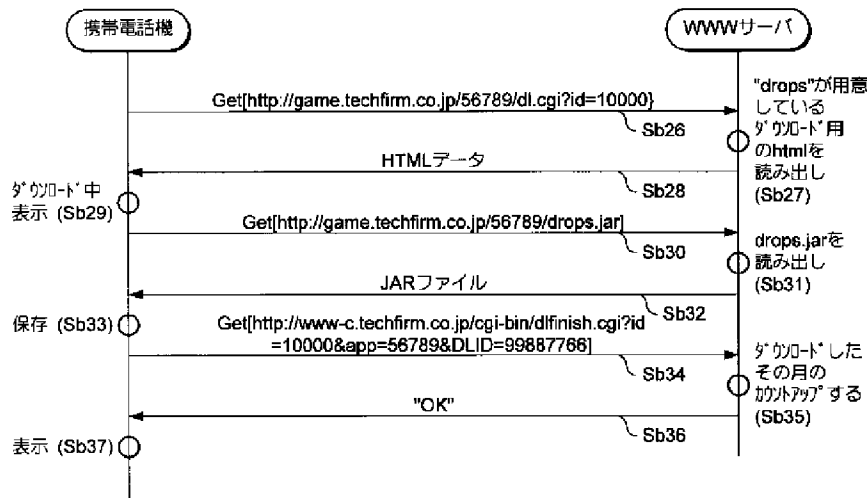 携帯電話機
WWWサーバ
Get[http://game.techfirm.co.jp/56789/dl.cgi?id=10000}
Sb26
"drops"が用意
している
ﾀﾞｳﾝﾛｰﾄﾞ用
のhtmlを
読み出し
(Sb27)
HTMLデータ
Sb28
ﾀﾞｳﾝﾛｰﾄﾞ中
表示 (Sb29)
Get[http://game.techfirm.co.jp/56789/drops.jar]
Sb30
drops.jarを
読み出し
(Sb31)
JARファイル
Sb32
保存 (Sb33)
Get[http://www-c.techfirm.co.jp/cgi-bin/dlfinish.cgi?id
=10000&app=56789&DLID=99887766]
Sb34
ﾀﾞｳﾝﾛｰﾄﾞした
その月の
ｶｳﾝﾄｱｯﾌﾟする
(Sb35)
"OK"
Sb36
表示 (Sb37)